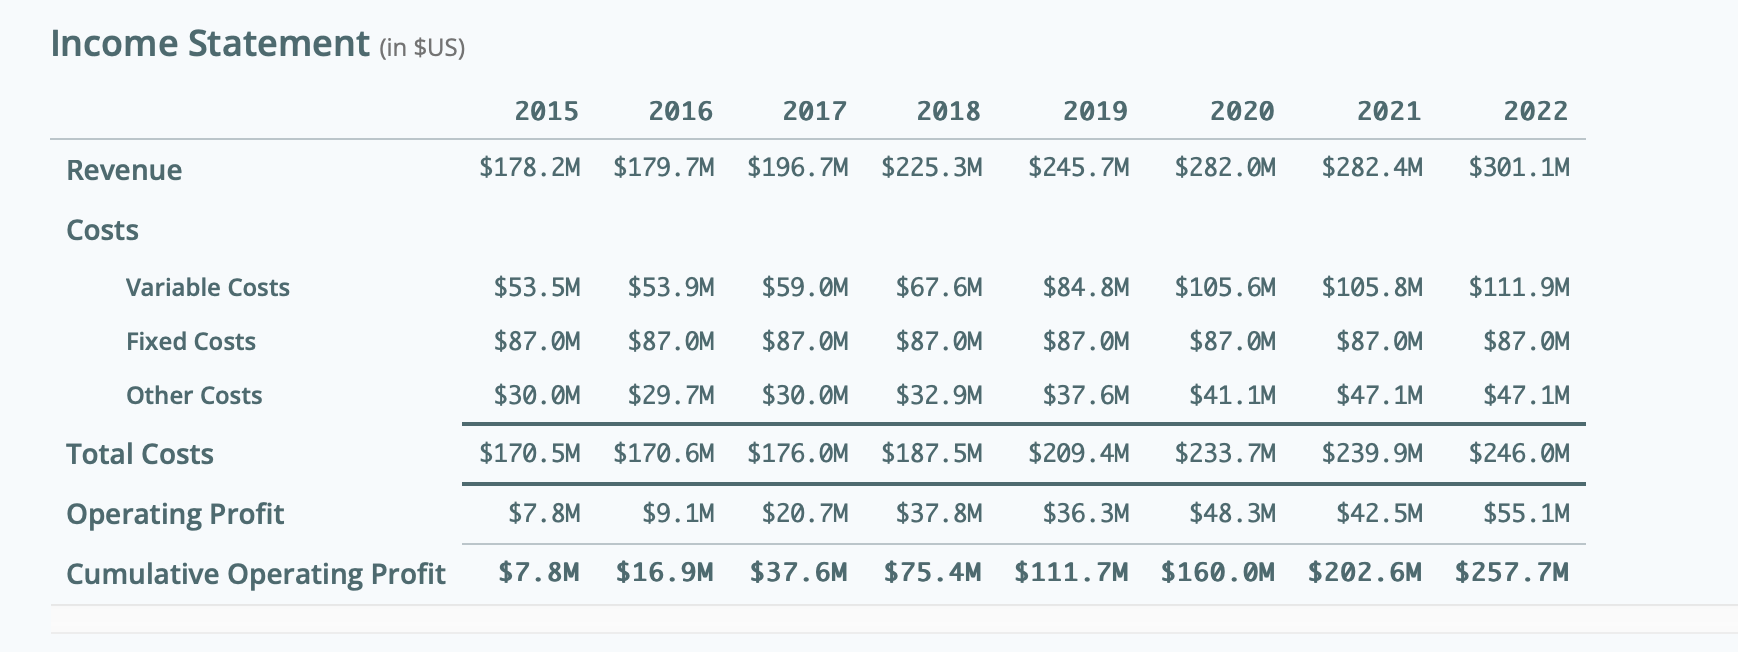 Income Statement (in $US)
2015 2016 2017 2018 2019 2020 2021 2022
Revenue $178.2M $179.7M $196.7M $225.3M $245.7M $282.0M $282.4M $301.1M
Costs
Variable Costs $53.5M $53.9M $59.0M $67.6M $84.8M $105.6M $105.8M $111.9M
Fixed Costs $87.0M $87.0M $87.0M $87.0M $87.0M $87.0M $87.0M $87.0M
Other Costs $30.0M $29.7M $30.0M $32.9M $37.6M $41.1M $47.1M $47.1M
Total Costs $170.5M $170.6M $176.0M $187.5M $209.4M $233.7M $239.9M $246.0M
Operating Profit $7.8M $9.1M $20.7M $37.8M $36.3M $48.3M $42.5M $55.1M
Cumulative Operating Profit $7.8M $16.9M $37.6M $75.4M $111.7M $160.0M $202.6M $257.7M